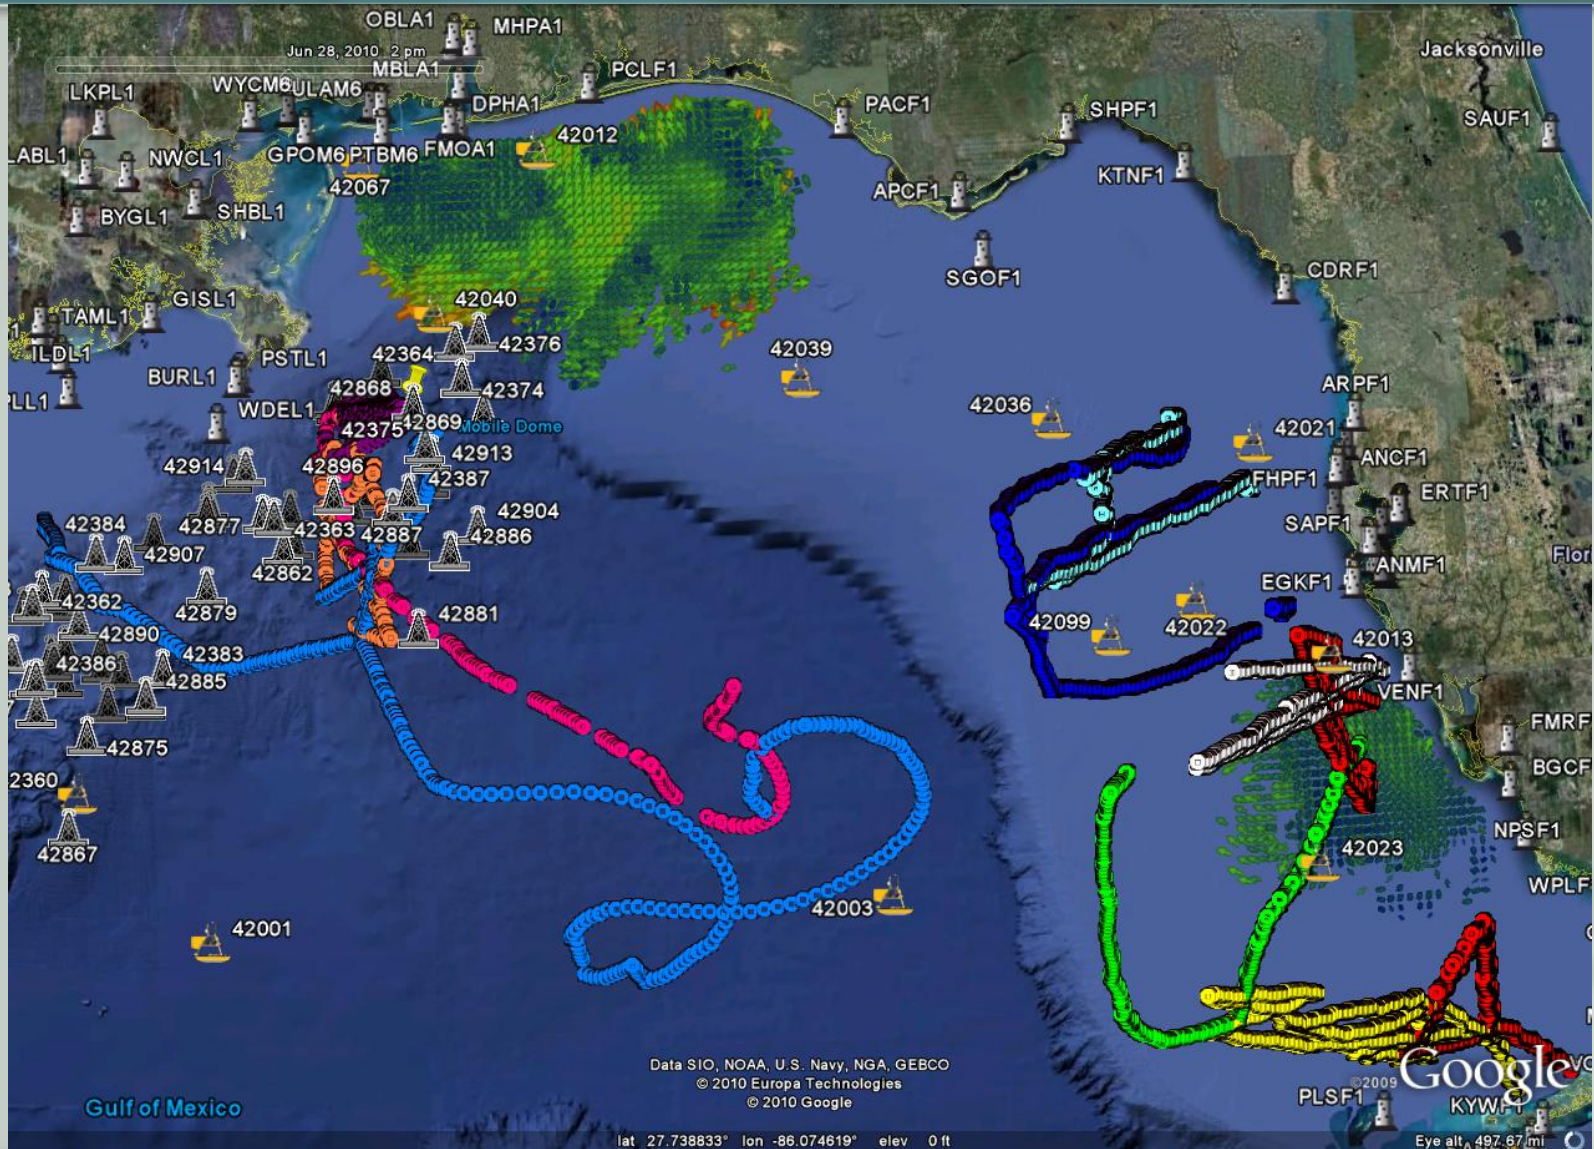 OBLA1
MHPA1
Jun 28, 2010 2 pm
MBLA1
PCLF1
Jacksonville
LKPL1
WYCM6
ULAM6
DPHA1
PACF1
SHPF1
SAUF1
LABL1
NWCL1
GPOM6
PTBM6
FMOA1
42012
KTNF1
42067
APCF1
BYGL1
SHBL1
SGOF1
CDRF1
GISL1
42040
TAML1
42376
42364
ILDL1
PSTL1
42039
BURL1
42868
42374
ARPF1
WDEL1
42036
42375
42869
Mobile Dome
42021
42913
ANCF1
42914
42896
42387
FHPF1
ERTF1
42904
42384
42877
42363
42887
42886
SAPF1
42907
42862
ANMF1
EGKF1
42362
42879
42881
42890
42099
42022
42013
42383
42386
42885
VENF1
42875
FMRF
2360
BGCF
42867
NPSF1
42023
WPLF
42003
42001
Data SIO, NOAA, U.S. Navy, NGA, GEBCO
© 2010 Europa Technologies
© 2010 Google
©2009 Google
PLSF1
KYWF1
Gulf of Mexico
lat 27.738833° lon -86.074619° elev 0 ft
Eye alt 497.67 mi